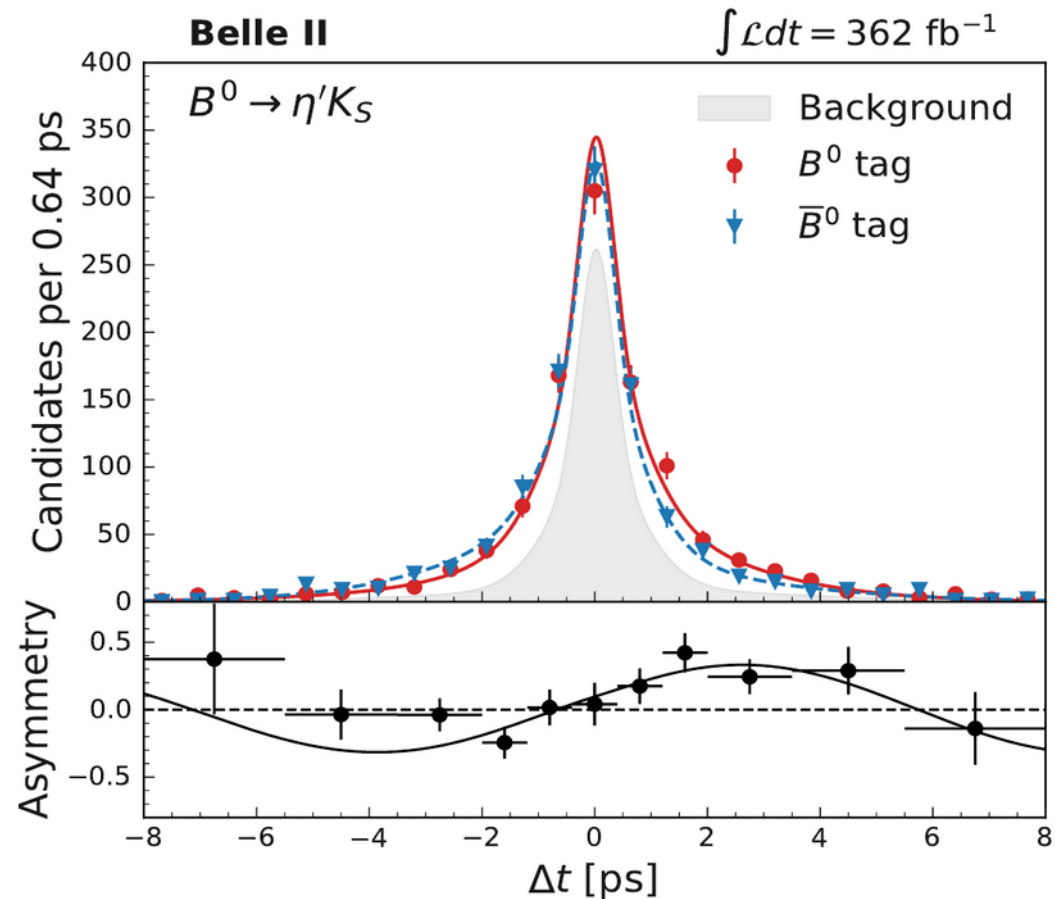 Belle II
∫ℒdt = 362 fb⁻¹
B⁰ → η′K_S
Background
B⁰ tag
B̅⁰ tag
Candidates per 0.64 ps
400
350
300
250
200
150
100
50
0
Asymmetry
0.5
0.0
−0.5
−8 −6 −4 −2 0 2 4 6 8
Δt [ps]